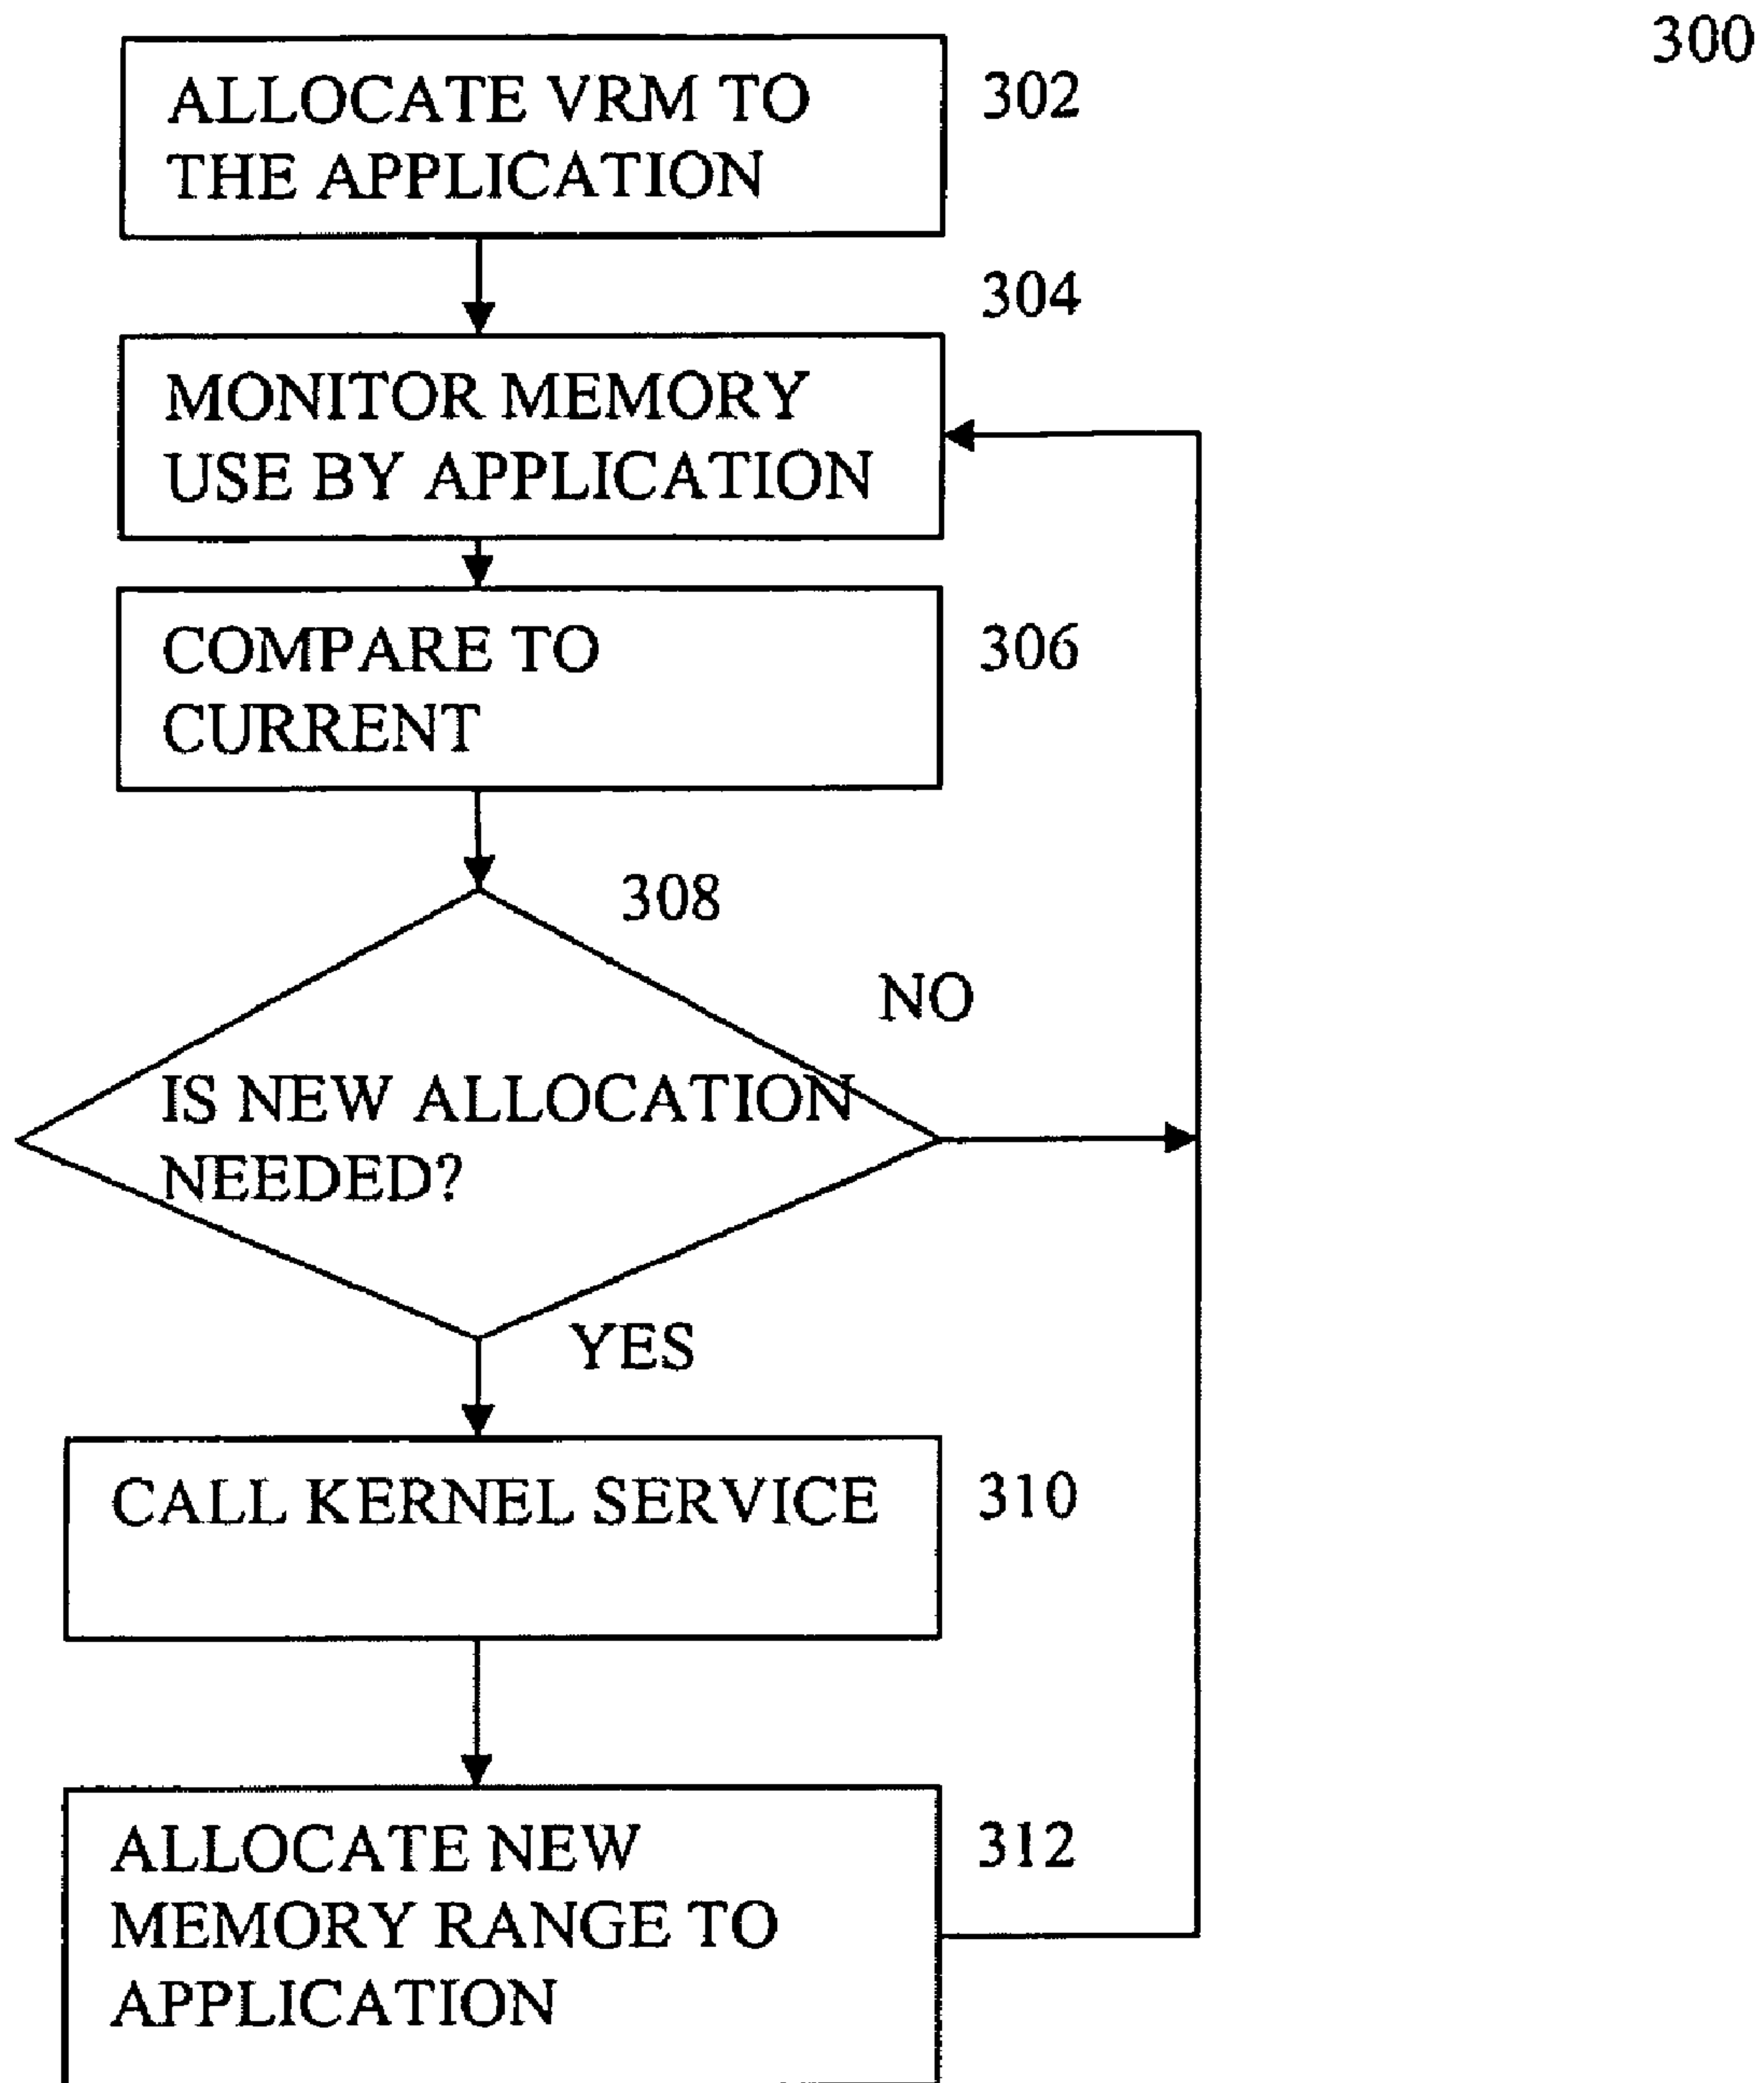 300
ALLOCATE VRM TO
THE APPLICATION
302
304
MONITOR MEMORY
USE BY APPLICATION
COMPARE TO
CURRENT
306
308
NO
IS NEW ALLOCATION
NEEDED?
YES
CALL KERNEL SERVICE
310
ALLOCATE NEW
MEMORY RANGE TO
APPLICATION
312